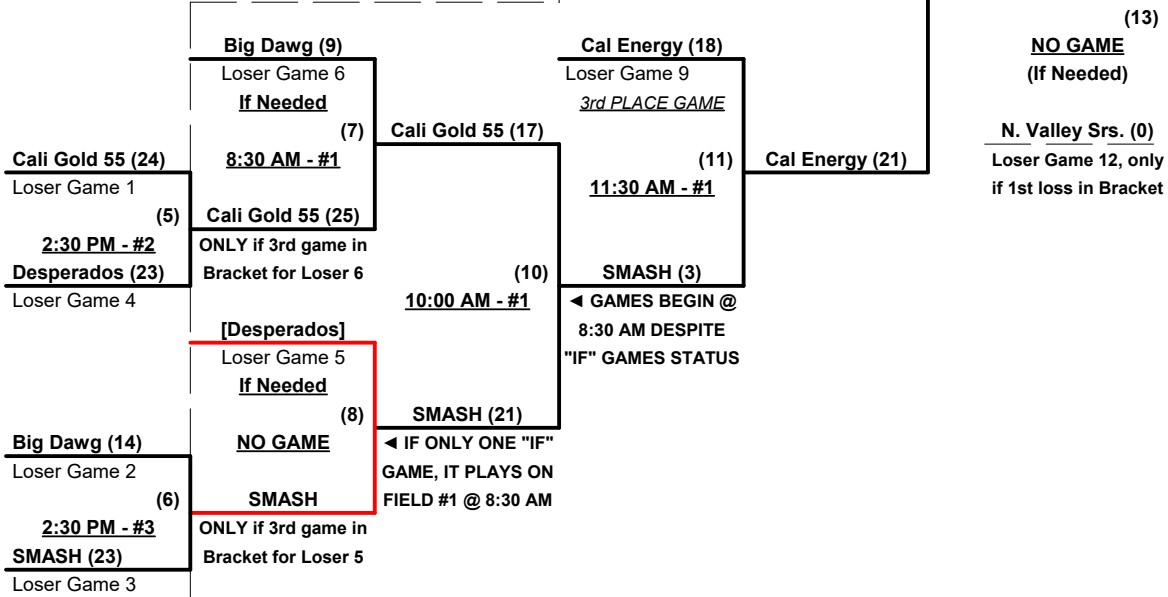 (13)
Big Dawg (9)
Cal Energy (18)
NO GAME
Loser Game 6
Loser Game 9
(If Needed)
If Needed
3rd PLACE GAME
(7)
Cali Gold 55 (17)
N. Valley Srs. (0)
Cali Gold 55 (24)
8:30 AM - #1
(11)
Cal Energy (21)
Loser Game 12, only
Loser Game 1
11:30 AM - #1
if 1st loss in Bracket
(5)
Cali Gold 55 (25)
2:30 PM - #2
ONLY if 3rd game in
Desperados (23)
Bracket for Loser 6
(10)
SMASH (3)
Loser Game 4
10:00 AM - #1
◄ GAMES BEGIN @
[Desperados]
8:30 AM DESPITE
Loser Game 5
"IF" GAMES STATUS
If Needed
(8)
SMASH (21)
Big Dawg (14)
NO GAME
◄ IF ONLY ONE "IF"
Loser Game 2
GAME, IT PLAYS ON
(6)
SMASH
FIELD #1 @ 8:30 AM
2:30 PM - #3
ONLY if 3rd game in
SMASH (23)
Bracket for Loser 5
Loser Game 3